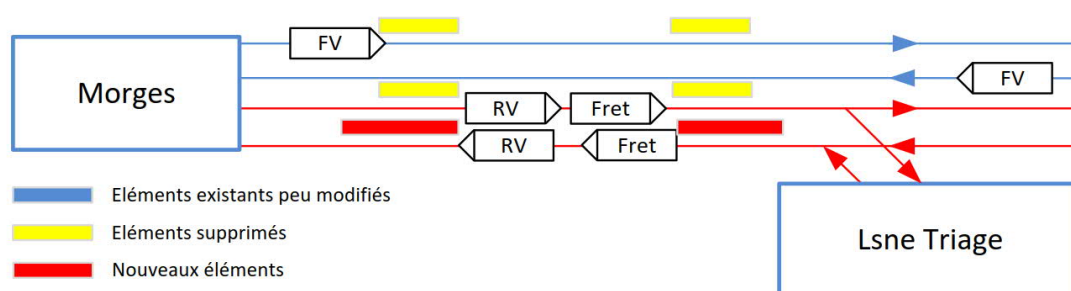 FV
Morges
FV
RV
Fret
RV
Fret
Eléments existants peu modifiés
Eléments supprimés
Nouveaux éléments
Lsne Triage